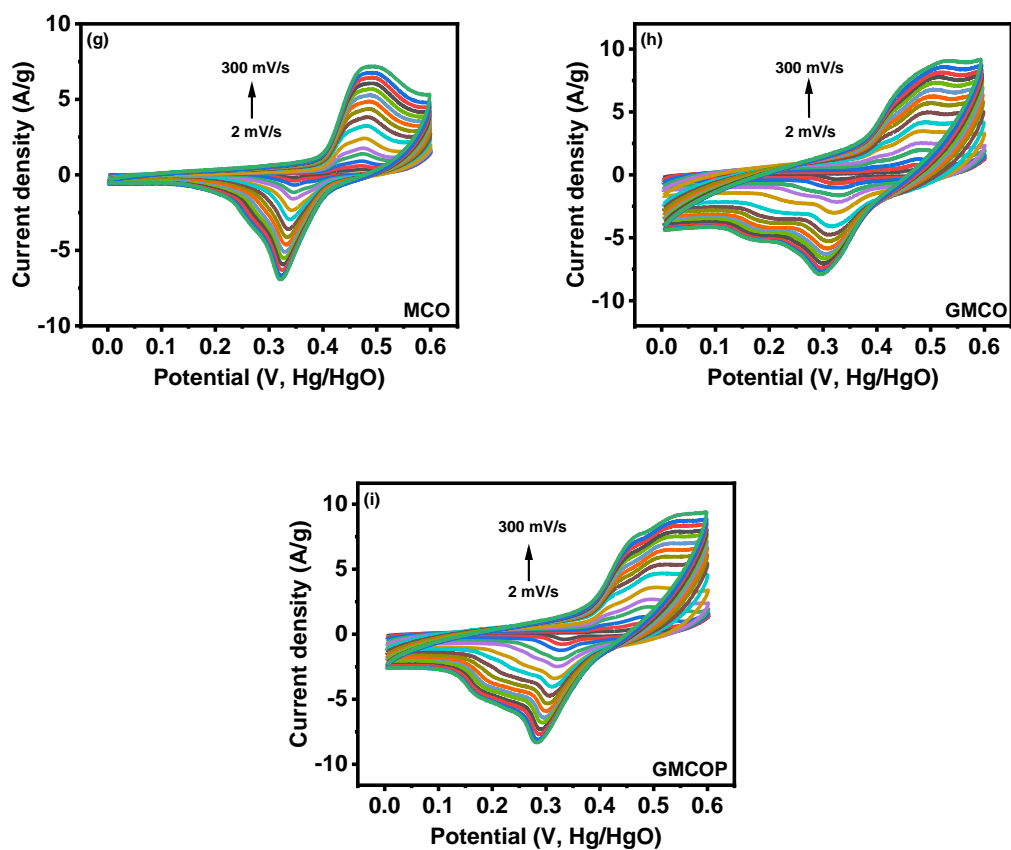 (g)
300 mV/s
2 mV/s
MCO
10
5
0
-5
-10
Current density (A/g)
0.0 0.1 0.2 0.3 0.4 0.5 0.6
Potential (V, Hg/HgO)
(h)
300 mV/s
2 mV/s
GMCO
10
5
0
-5
-10
Current density (A/g)
0.0 0.1 0.2 0.3 0.4 0.5 0.6
Potential (V, Hg/HgO)
(i)
300 mV/s
2 mV/s
GMCOP
10
5
0
-5
-10
Current density (A/g)
0.0 0.1 0.2 0.3 0.4 0.5 0.6
Potential (V, Hg/HgO)